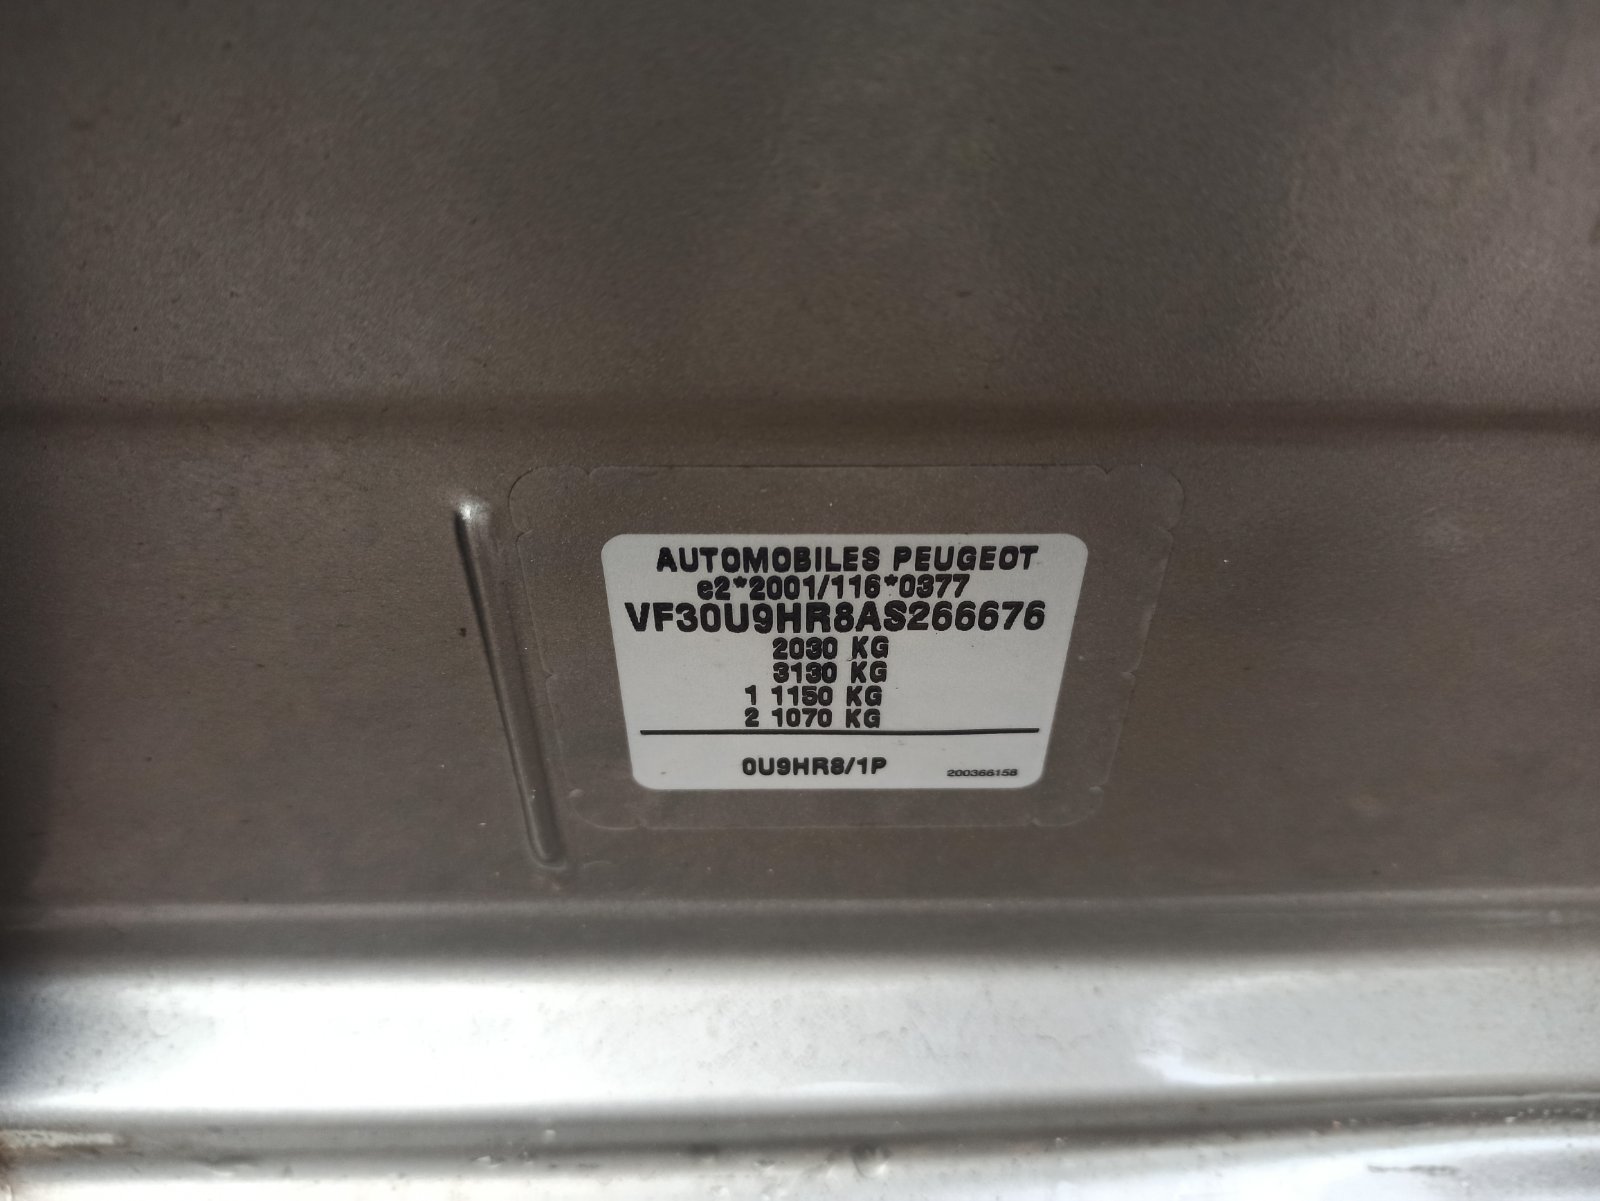 AUTOMOBILES PEUGEOT
e2*2001/116*0377
VF30U9HR8AS266676
2030 KG
3130 KG
1 1150 KG
2 1070 KG
0U9HR8/1P
200366158